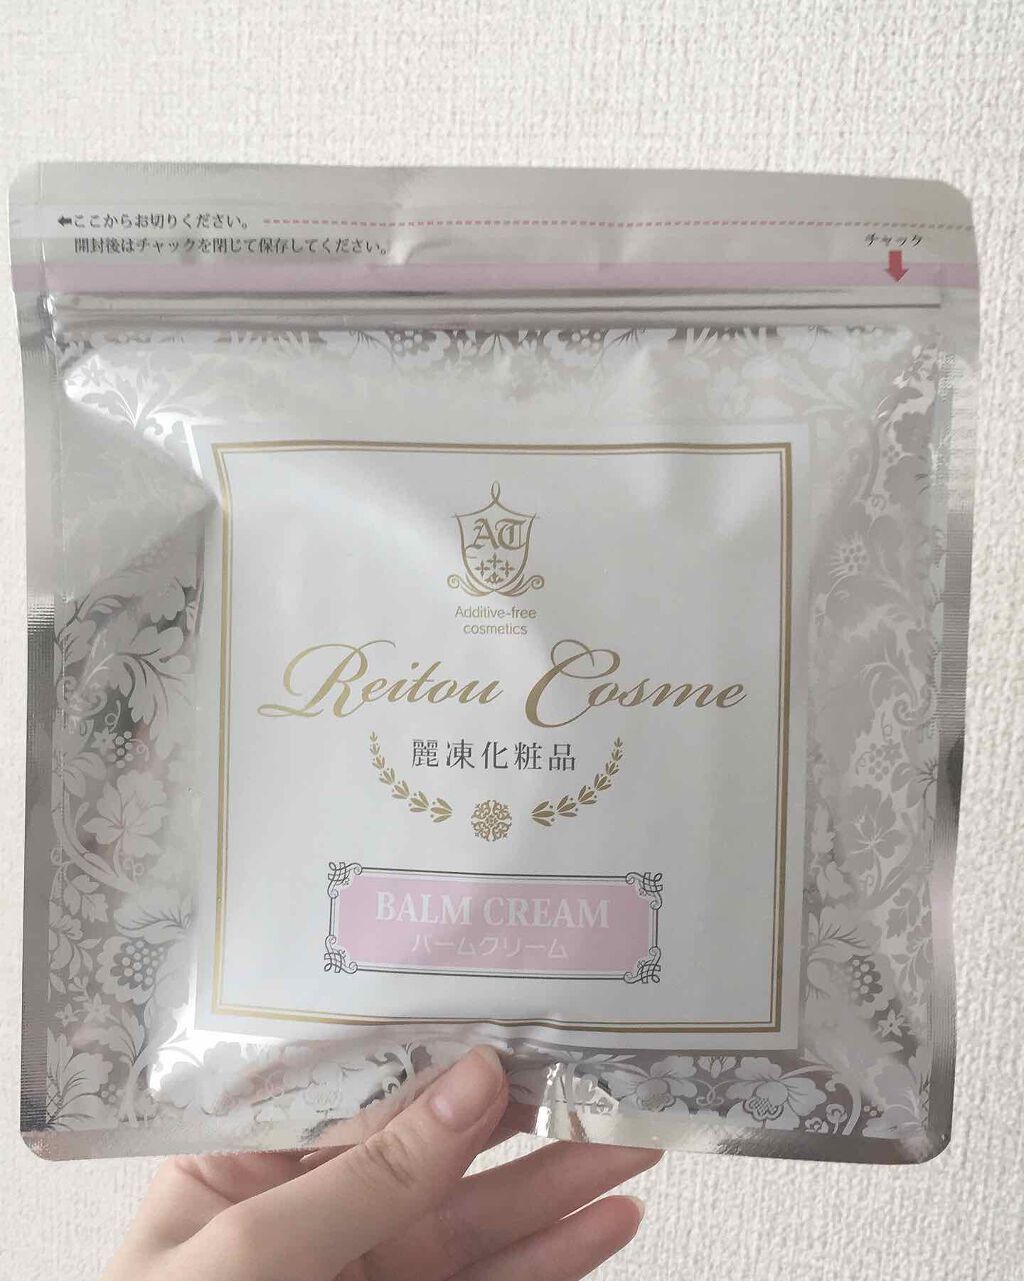 ⬅ここからお切りください。
開封後はチャックを閉じて保存してください。
チャック
AT
Additive-free
cosmetics
Reitou Cosme
麗凍化粧品
BALM CREAM
バームクリーム